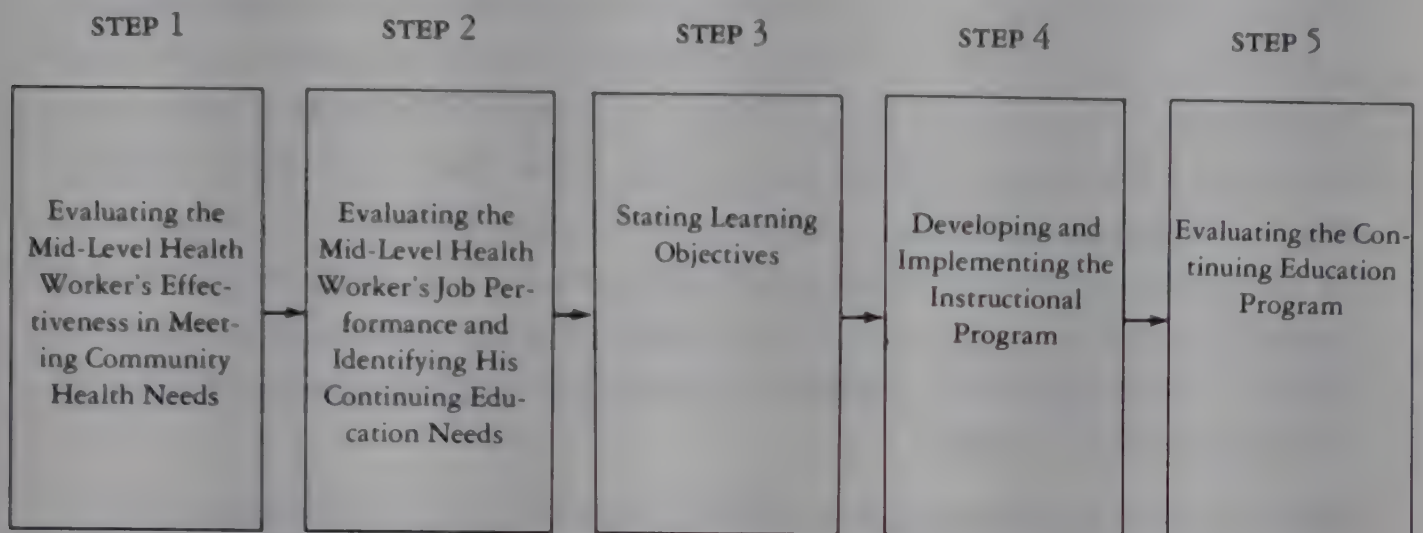 STEP 1
STEP 2
STEP 3
STEP 4
STEP 5
Evaluating the
Mid-Level Health
Worker's Effec-
tiveness in Meet-
ing Community
Health Needs
Evaluating the
Mid-Level Health
Worker's Job Per-
formance and
Identifying His
Continuing Edu-
cation Needs
Stating Learning
Objectives
Developing and
Implementing the
Instructional
Program
Evaluating the Con-
tinuing Education
Program